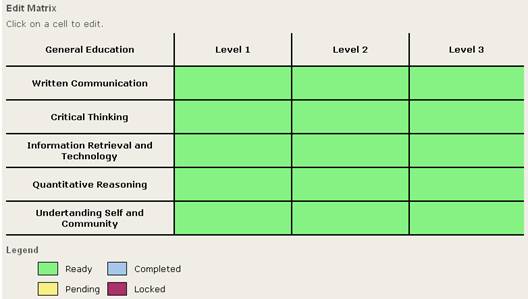 Edit Matrix
Click on a cell to edit.
General Education Level 1 Level 2 Level 3
Written Communication
Critical Thinking
Information Retrieval and
Technology
Quantitative Reasoning
Undertanding Self and
Community
Legend
Ready Completed
Pending Locked